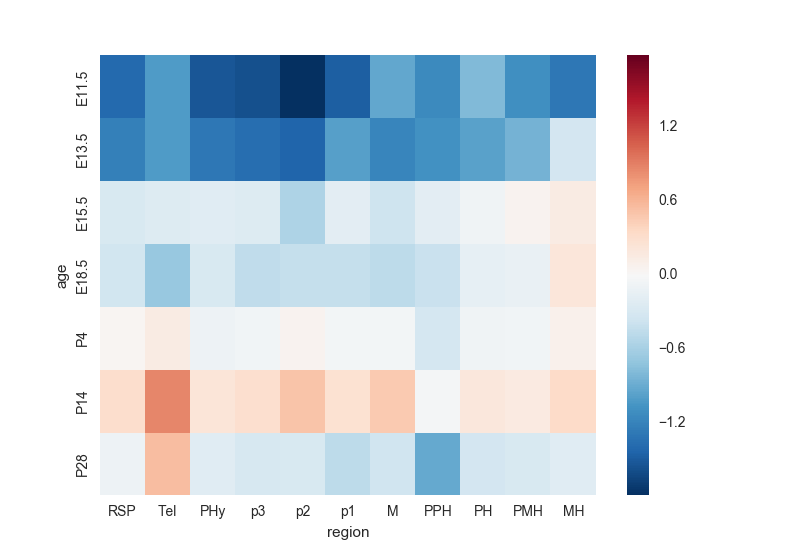 E11.5
E13.5
E15.5
E18.5
P4
P14
P28
age
RSP Tel PHy p3 p2 p1 M PPH PH PMH MH
region
1.2
0.6
0.0
−0.6
−1.2